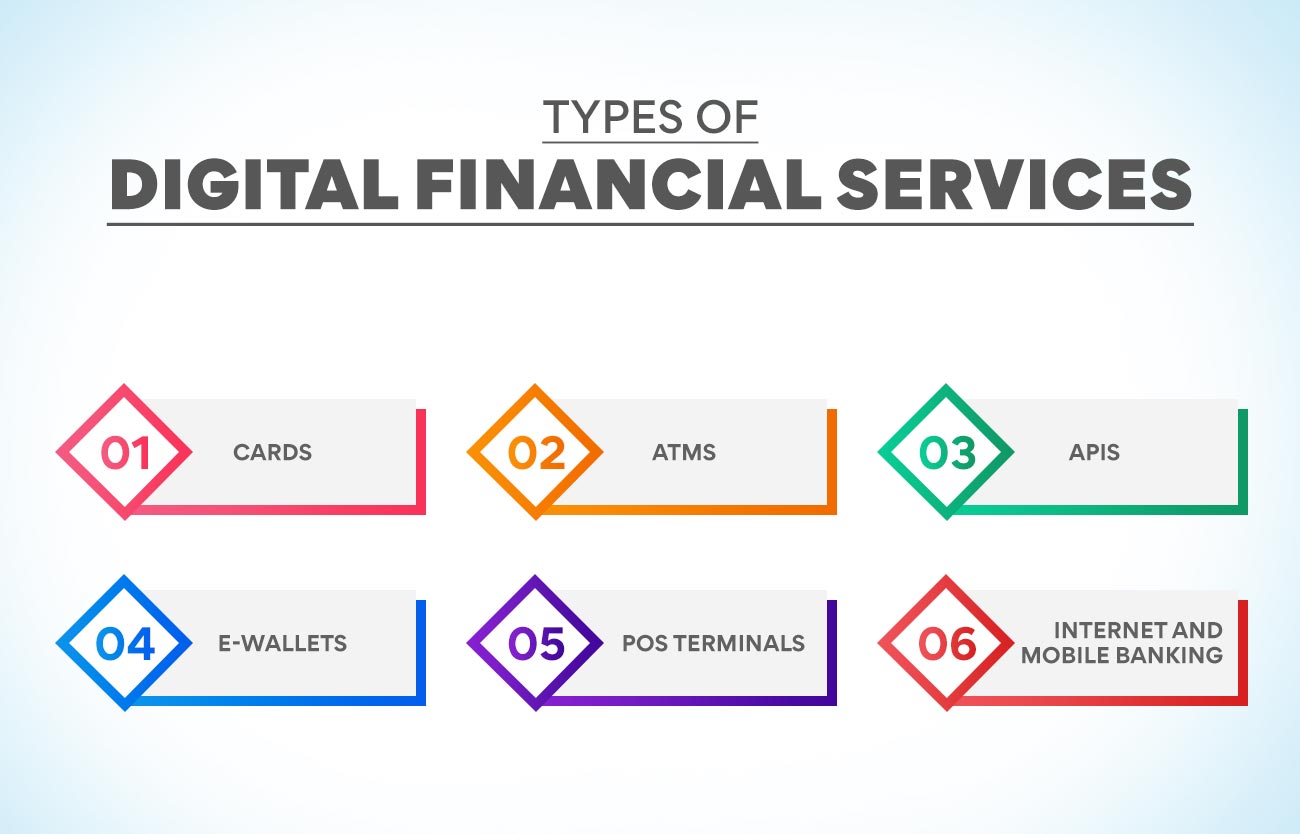 TYPES OF
DIGITAL FINANCIAL SERVICES
01
CARDS
02
ATMS
03
APIS
04
E-WALLETS
05
POS TERMINALS
06
INTERNET AND
MOBILE BANKING